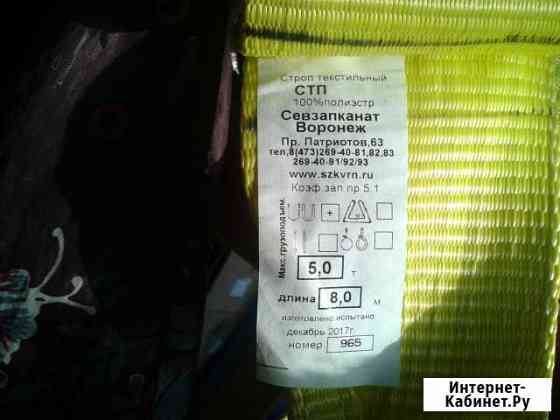 Строп текстильный
СТП
100%полиэстр
Севзапканат
Воронеж
Пр. Патриотов,63
тел,8(473)269-40-81,82,83
269-40-91/92/93
www.szkvrn.ru
Коэф зап пр 5:1
+
Макс.грузоподъем.
5,0 т
длина 8,0 м
изготовлено испытано
декабрь 2017г.
номер 965
Интернет-
Кабинет.Ру